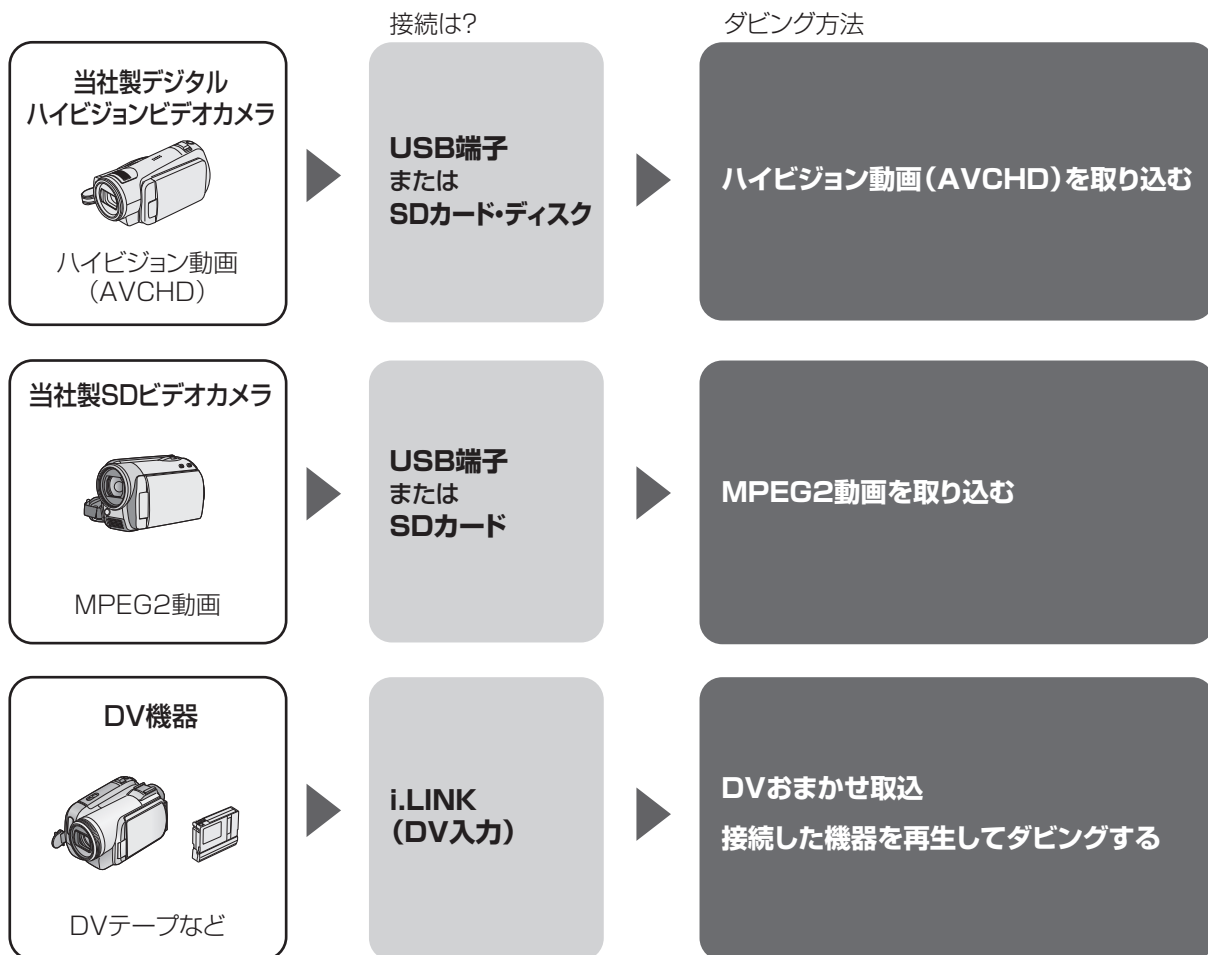 接続は?
ダビング方法
当社製デジタル
ハイビジョンビデオカメラ
ハイビジョン動画
(AVCHD)
USB端子
または
SDカード・ディスク
ハイビジョン動画(AVCHD)を取り込む
当社製SDビデオカメラ
MPEG2動画
USB端子
または
SDカード
MPEG2動画を取り込む
DV機器
DVテープなど
i.LINK
(DV入力)
DVおまかせ取込
接続した機器を再生してダビングする